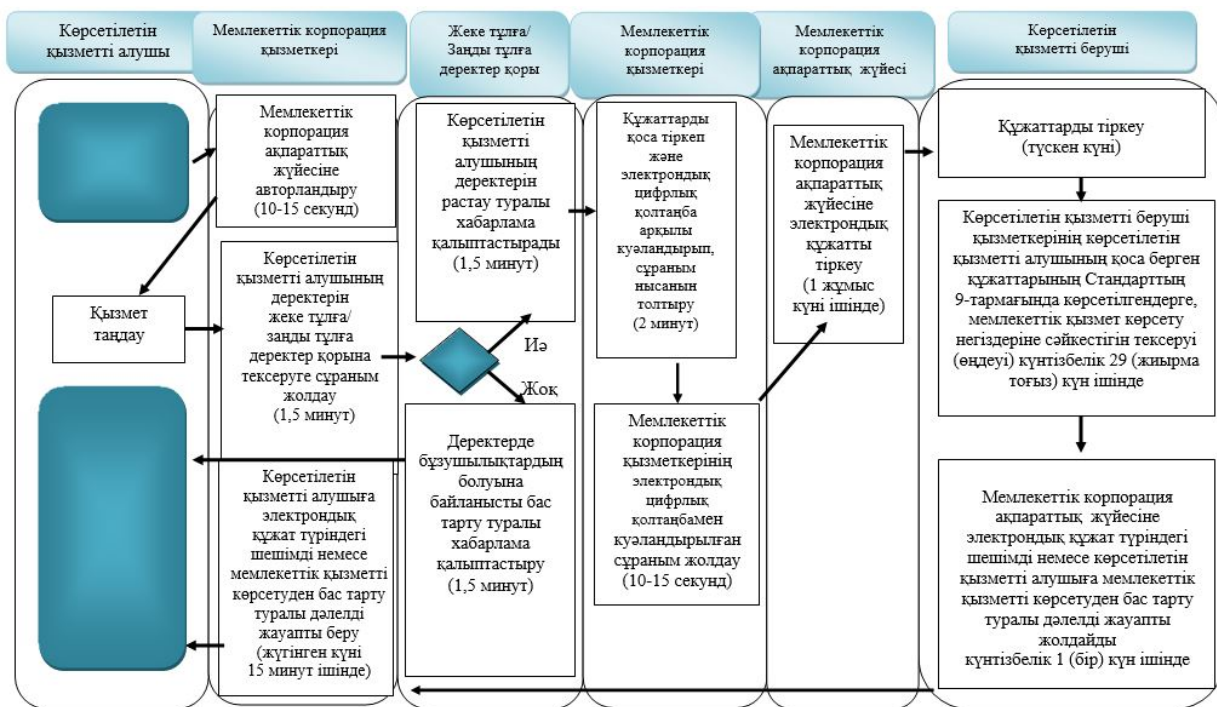 Көрсетілетін
қызметті алушы
Мемлекеттік корпорация
қызметкері
Жеке тұлға/
Заңды тұлға
деректер қоры
Мемлекеттік
корпорация
қызметкері
Мемлекеттік
корпорация
ақпараттық жүйесі
Көрсетілетін
қызметті беруші
Мемлекеттік
корпорация
ақпараттық
жүйесіне
авторландыру
(10-15 секунд)
Қызмет
таңдау
Көрсетілетін
қызметті алушының
деректерін
жеке тұлға/
заңды тұлға
деректер қорына
тексеруге сұраным
жолдау
(1,5 минут)
Көрсетілетін
қызметті
алушының
деректерін
растау туралы
хабарлама
қалыптастырады
(1,5 минут)
Иә
Жоқ
Деректерде
бұзушылықтардың
болуына
байланысты бас
тарту туралы
хабарлама
қалыптастыру
(1,5 минут)
Құжаттарды
қоса тіркеп
және
электрондық
цифрлық
қолтаңба
арқылы
куәландырып,
сұраным
нысанын
толтыру
(2 минут)
Мемлекеттік
корпорация
қызметкерінің
электрондық
цифрлық
қолтаңбамен
куәландырылған
сұраным жолдау
(10-15 секунд)
Мемлекеттік
корпорация
ақпараттық
жүйесіне
электрондық
құжатты
тіркеу
(1 жұмыс
күні ішінде)
Құжаттарды тіркеу
(түскен күні)
Көрсетілетін қызметті беруші
қызметкерінің көрсетілетін
қызметті алушының қоса берген
құжаттарының Стандарттың
9-тармағында көрсетілгендерге,
мемлекеттік қызмет көрсету
негіздеріне сәйкестігін тексеруі
(өңдеуі) күнтізбелік 29 (жиырма
тоғыз) күн ішінде
Мемлекеттік корпорация
ақпараттық жүйесіне
электрондық құжат түріндегі
шешімді немесе көрсетілетін
қызметті алушыға мемлекеттік
қызметті көрсетуден бас тарту
туралы дәлелді жауапты
жолдайды
күнтізбелік 1 (бір) күн ішінде
Көрсетілетін
қызметті алушыға
электрондық
құжат түріндегі
шешімді немесе
мемлекеттік қызметті
көрсетуден бас тарту
туралы дәлелді
жауапты беру
(жүгінген күні
15 минут ішінде)